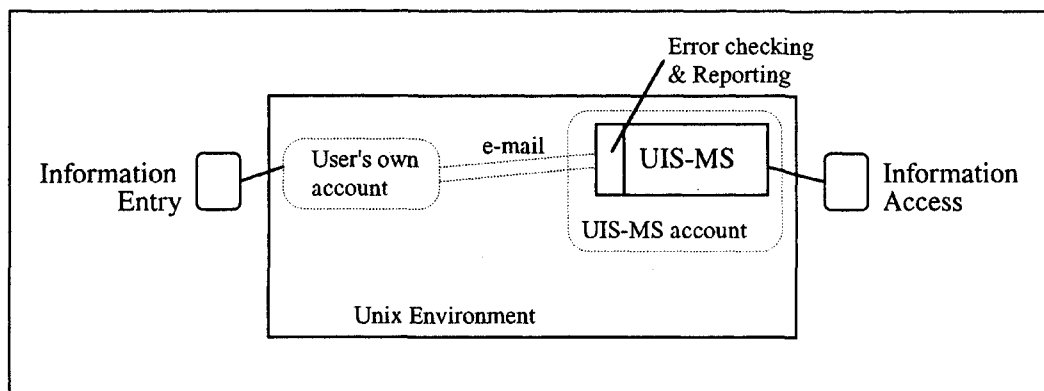 Error checking
& Reporting
Information
Entry
User's own
account
e-mail
UIS-MS
UIS-MS account
Information
Access
Unix Environment